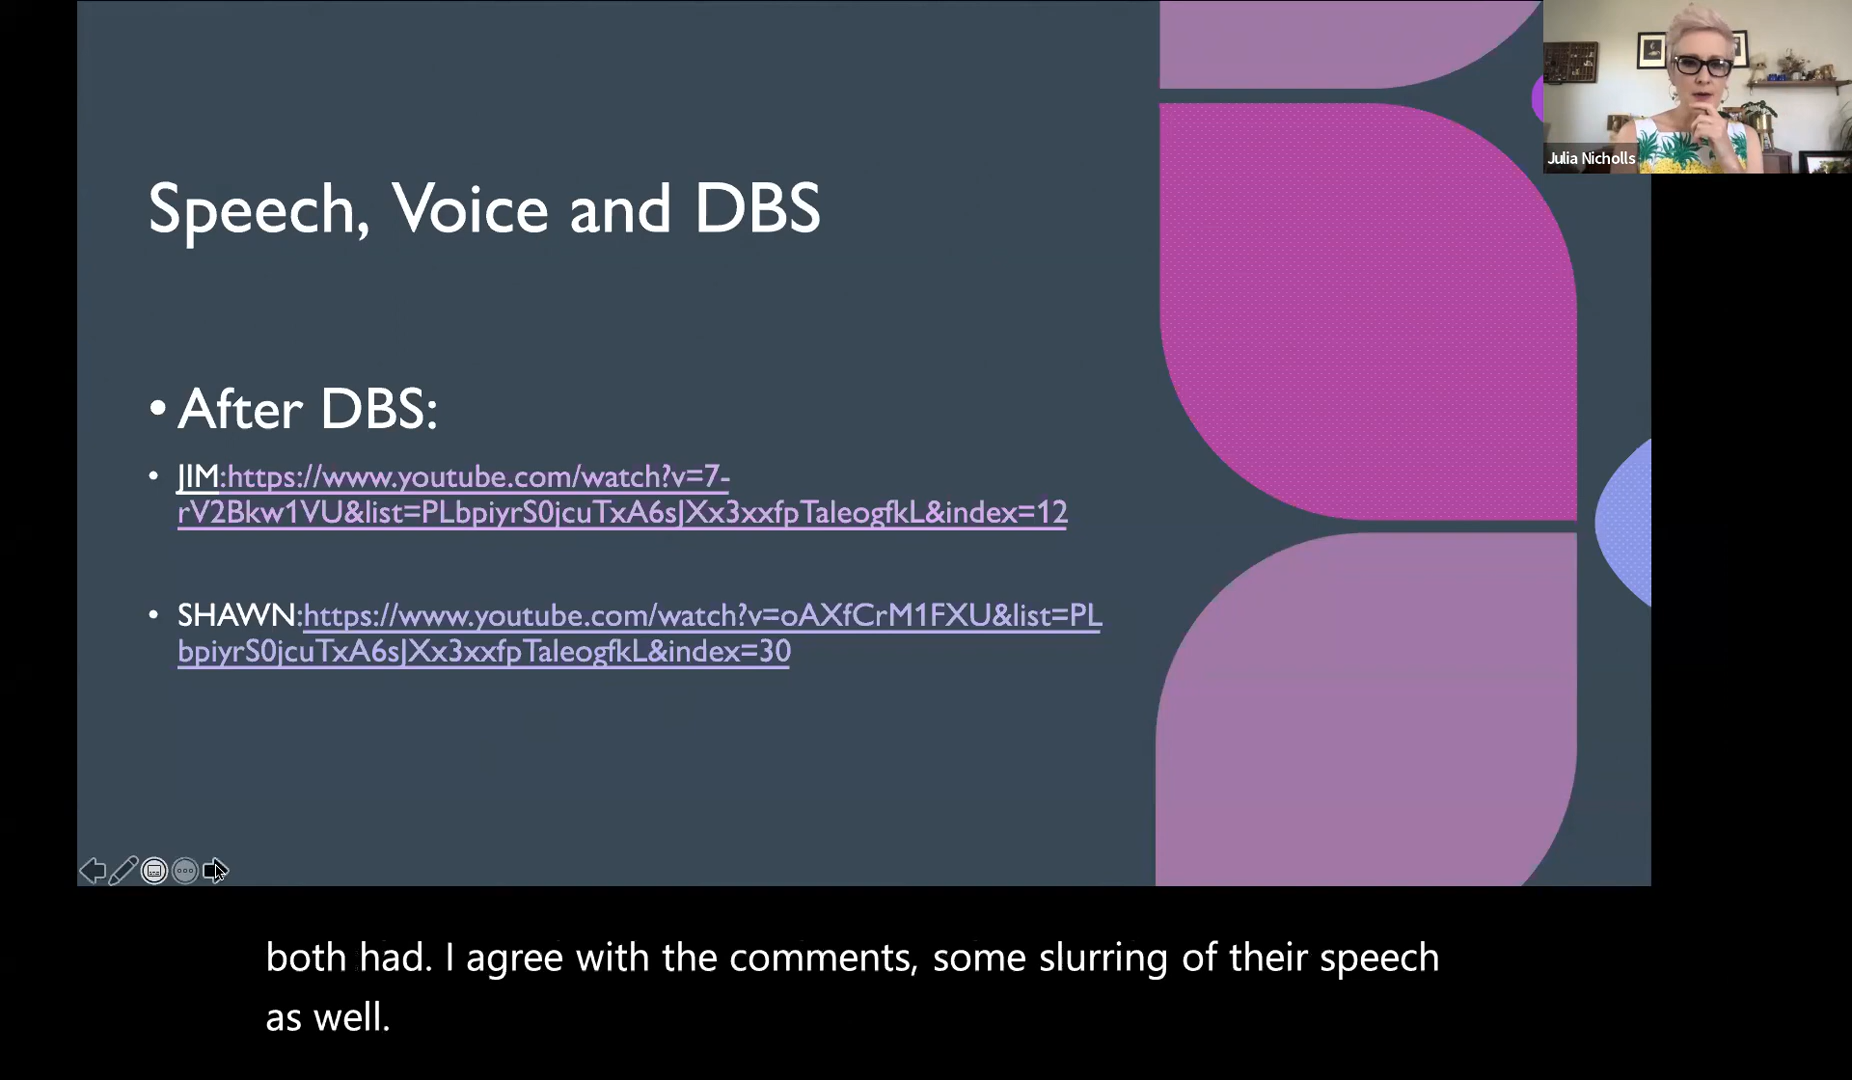 Speech, Voice and DBS
• After DBS:
• JIM:https://www.youtube.com/watch?v=7-
rV2Bkw1VU&list=PLbpiyrS0jcuTxA6sJXx3xxfpTaleogfkL&index=12
• SHAWN:https://www.youtube.com/watch?v=oAXfCrM1FXU&list=PL
bpiyrS0jcuTxA6sJXx3xxfpTaleogfkL&index=30
Julia Nicholls
both had. I agree with the comments, some slurring of their speech
as well.